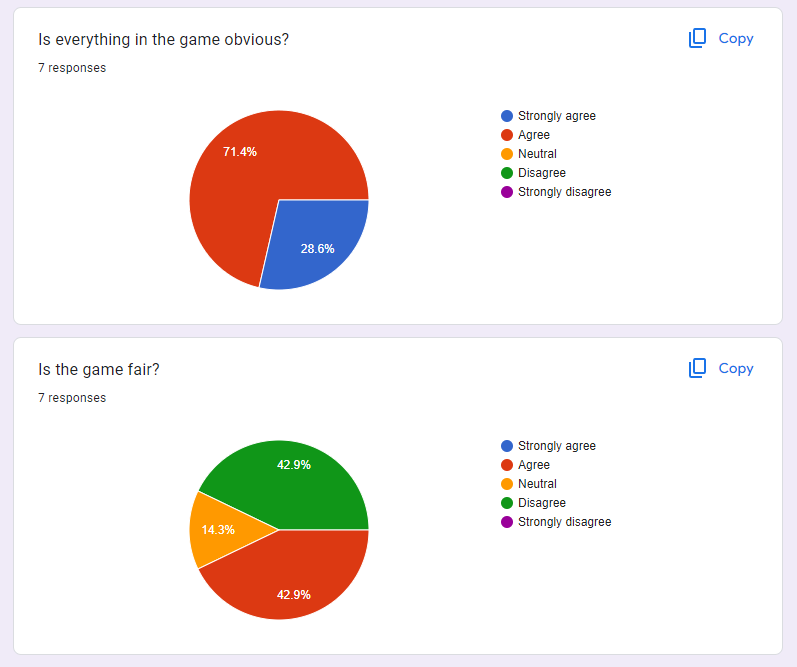 Is everything in the game obvious?
Copy
7 responses
71.4%
28.6%
Strongly agree
Agree
Neutral
Disagree
Strongly disagree
Is the game fair?
Copy
7 responses
42.9%
14.3%
42.9%
Strongly agree
Agree
Neutral
Disagree
Strongly disagree